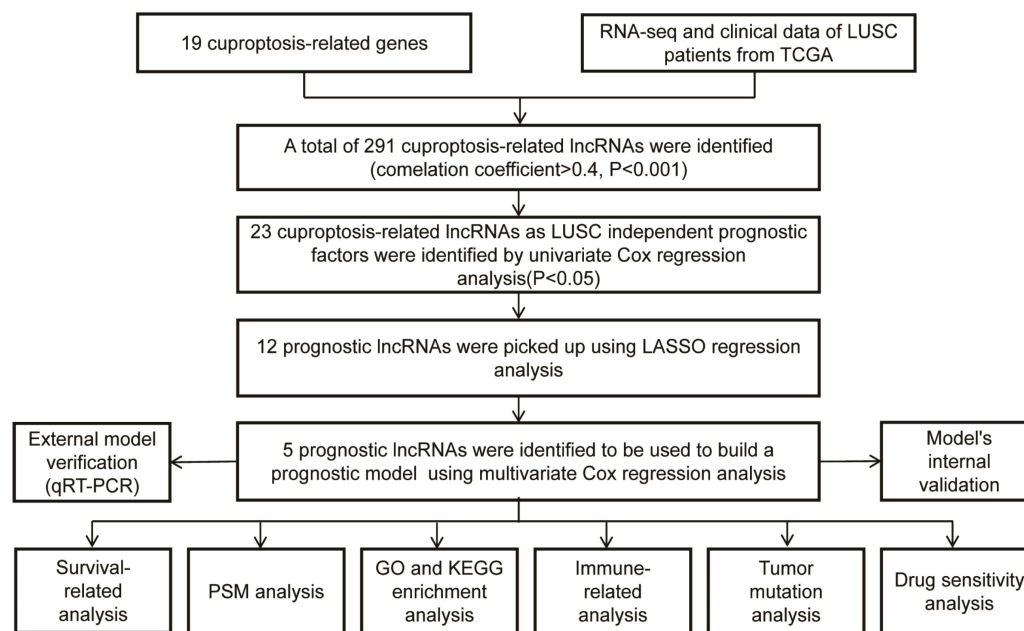 19 cuproptosis-related genes
RNA-seq and clinical data of LUSC
patients from TCGA
A total of 291 cuproptosis-related lncRNAs were identified
(comelation coefficient>0.4, P<0.001)
23 cuproptosis-related lncRNAs as LUSC independent prognostic
factors were identified by univariate Cox regression
analysis(P<0.05)
12 prognostic lncRNAs were picked up using LASSO regression
analysis
External model
verification
(qRT-PCR)
5 prognostic lncRNAs were identified to be used to build a
prognostic model using multivariate Cox regression analysis
Model's
internal
validation
Survival-
related
analysis
PSM analysis
GO and KEGG
enrichment
analysis
Immune-
related
analysis
Tumor
mutation
analysis
Drug sensitivity
analysis